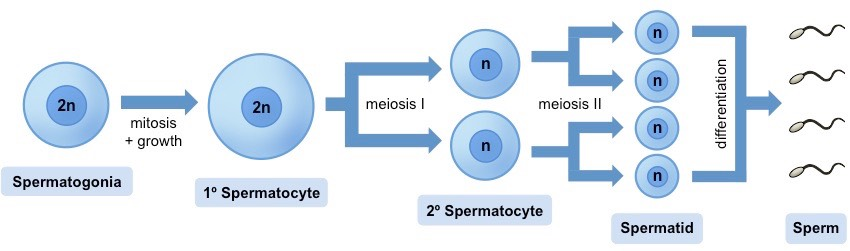 2n
mitosis
+ growth
Spermatogonia
2n
1º Spermatocyte
meiosis I
n
n
2º Spermatocyte
meiosis II
n
n
n
n
Spermatid
differentiation
Sperm